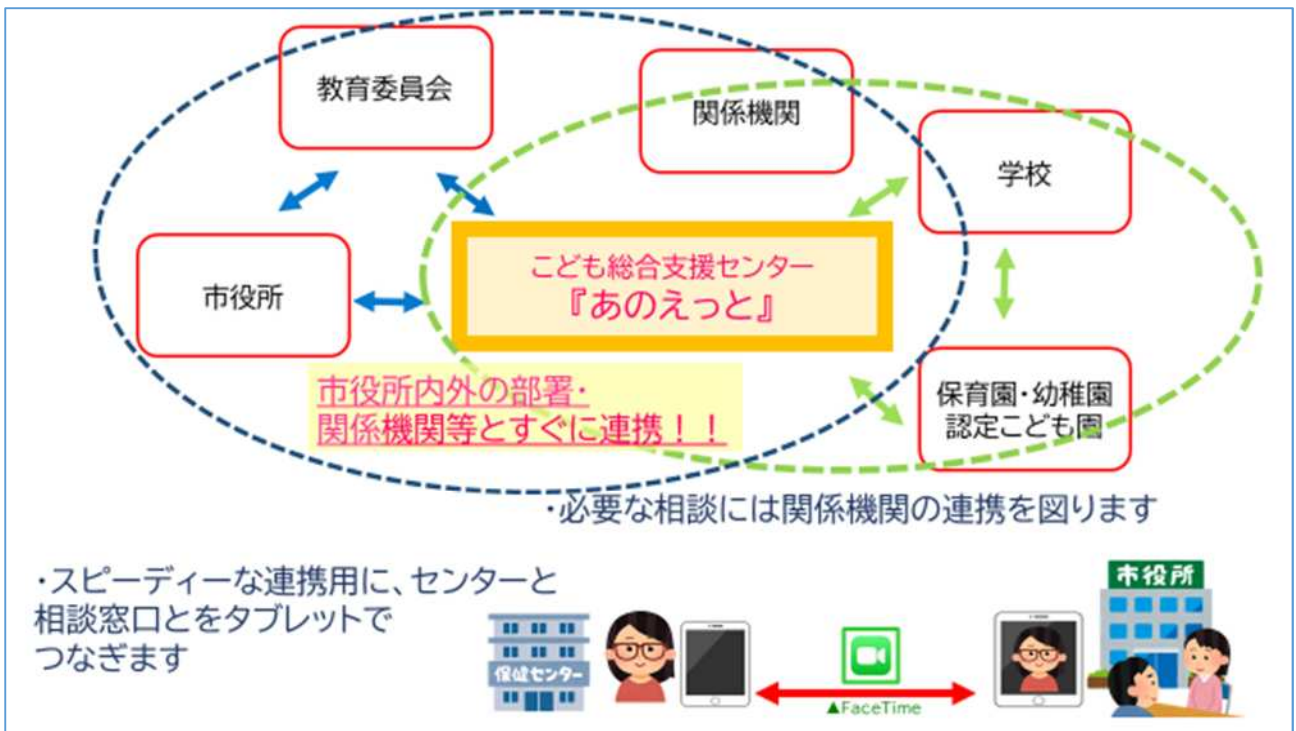 教育委員会
関係機関
学校
市役所
こども総合支援センター
『あのえっと』
市役所内外の部署・
関係機関等とすぐに連携！！
保育園・幼稚園
認定こども園
・必要な相談には関係機関の連携を図ります
・スピーディーな連携用に、センターと
相談窓口とをタブレットで
つなぎます
保健センター
▲FaceTime
市役所